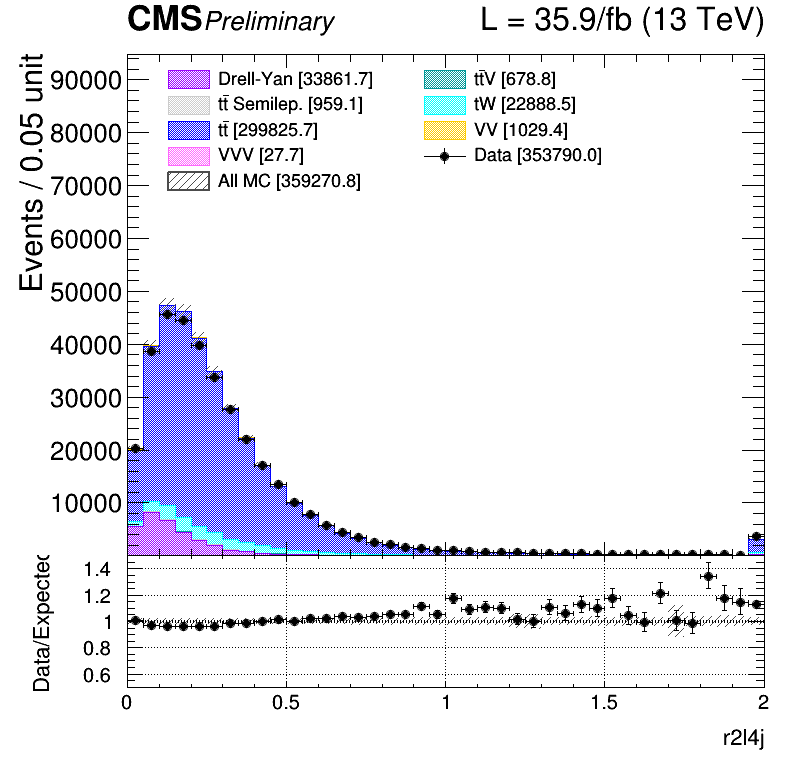 CMS Preliminary L = 35.9/fb (13 TeV)
Events / 0.05 unit
90000
80000
70000
60000
50000
40000
30000
20000
10000
Drell-Yan [33861.7]
tt̄ Semilep. [959.1]
tt̄ [299825.7]
VVV [27.7]
All MC [359270.8]
tt̄V [678.8]
tW [22888.5]
VV [1029.4]
Data [353790.0]
Data/Expected
1.4
1.2
1
0.8
0.6
0 0.5 1 1.5 2
r2l4j